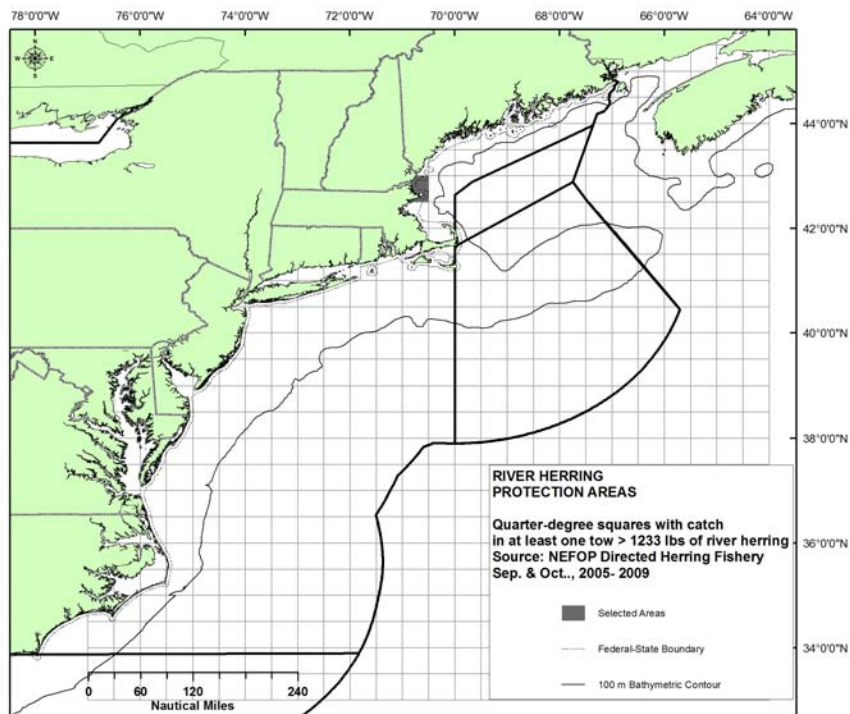 78°0'0"W 76°0'0"W 74°0'0"W 72°0'0"W 70°0'0"W 68°0'0"W 66°0'0"W 64°0'0"W
N
W E
S
44°0'0"N
42°0'0"N
40°0'0"N
38°0'0"N
RIVER HERRING
PROTECTION AREAS
Quarter-degree squares with catch
in at least one tow > 1233 lbs of river herring
Source: NEFOP Directed Herring Fishery
Sep. & Oct.., 2005- 2009
36°0'0"N
Selected Areas
Federal-State Boundary
34°0'0"N
100 m Bathymetric Contour
0 60 120 240
Nautical Miles